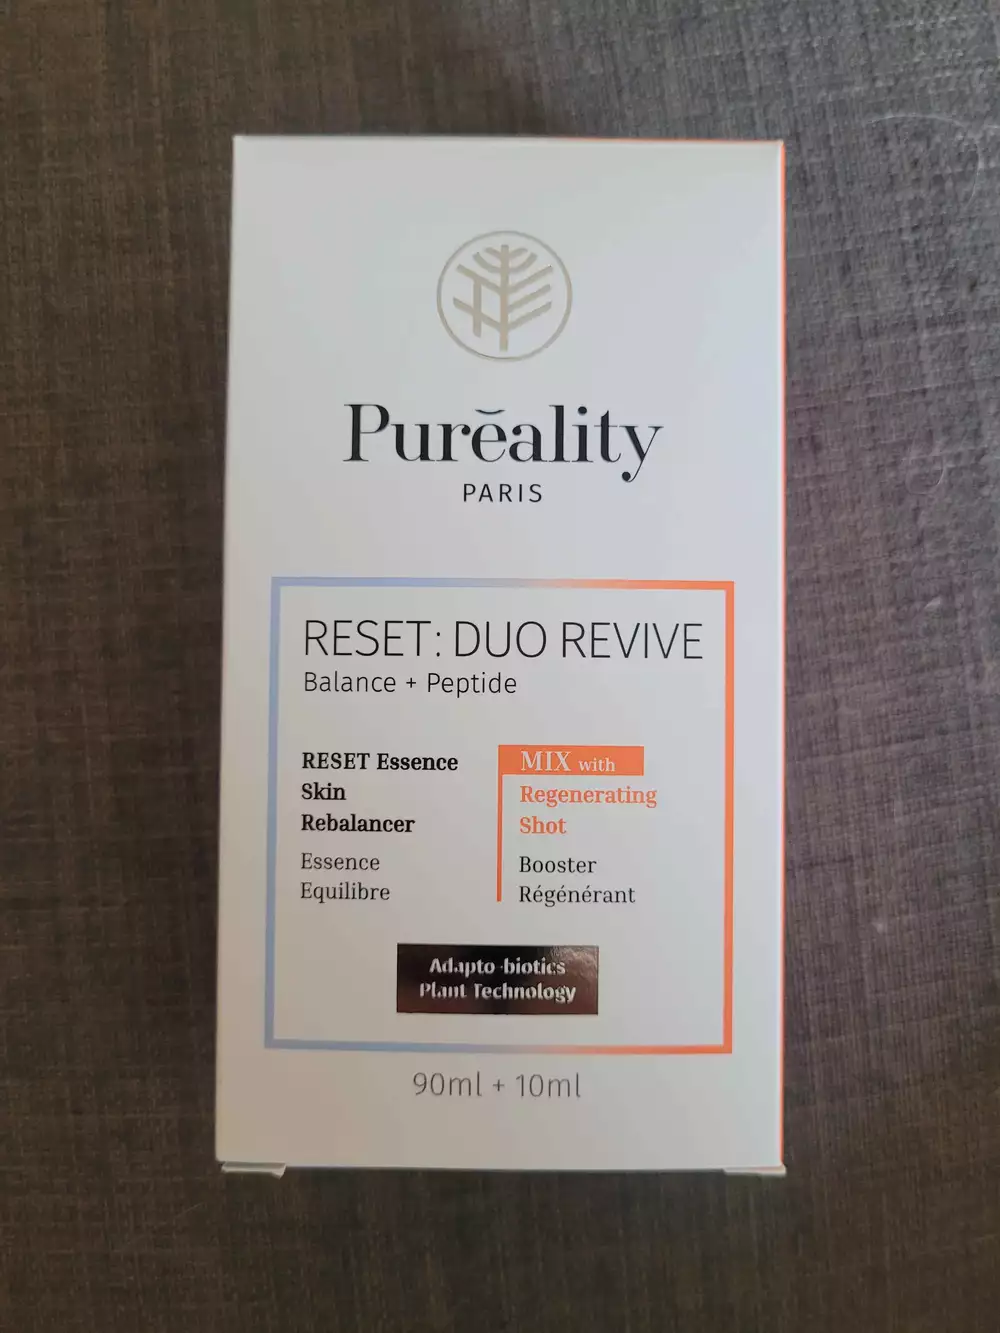 Purĕality
PARIS
RESET: DUO REVIVE
Balance + Peptide
RESET Essence
Skin
Rebalancer
Essence
Equilibre
MIX with
Regenerating
Shot
Booster
Régénérant
Adapto-biotics
Plant Technology
90ml + 10ml